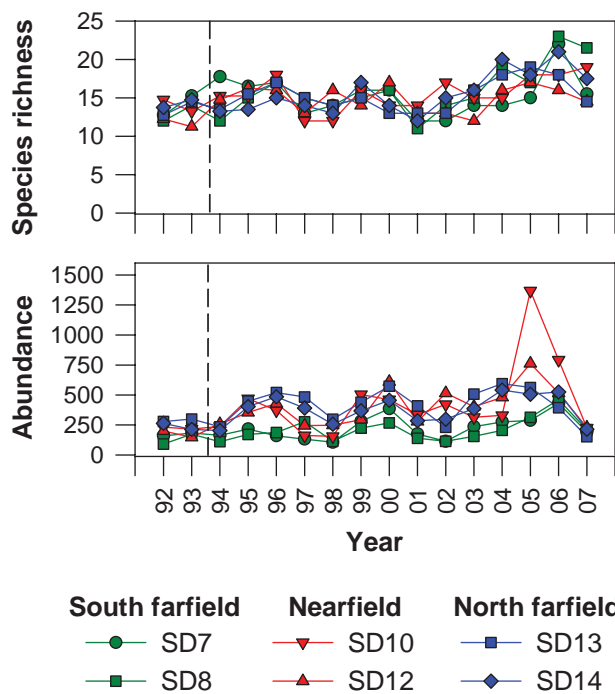 Species richness
25
20
15
10
5
0
Abundance
1500
1250
1000
750
500
250
0
92 93 94 95 96 97 98 99 00 01 02 03 04 05 06 07
Year
South farfield Nearfield North farfield
SD7 SD10 SD13
SD8 SD12 SD14